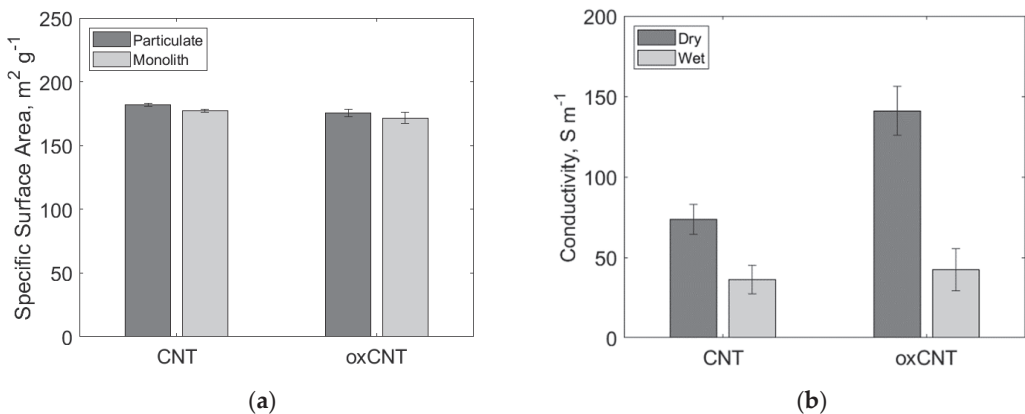 250
200
150
100
50
0
Specific Surface Area, m² g⁻¹
Particulate
Monolith
CNT
oxCNT
(a)
200
150
100
50
0
Conductivity, S m⁻¹
Dry
Wet
CNT
oxCNT
(b)